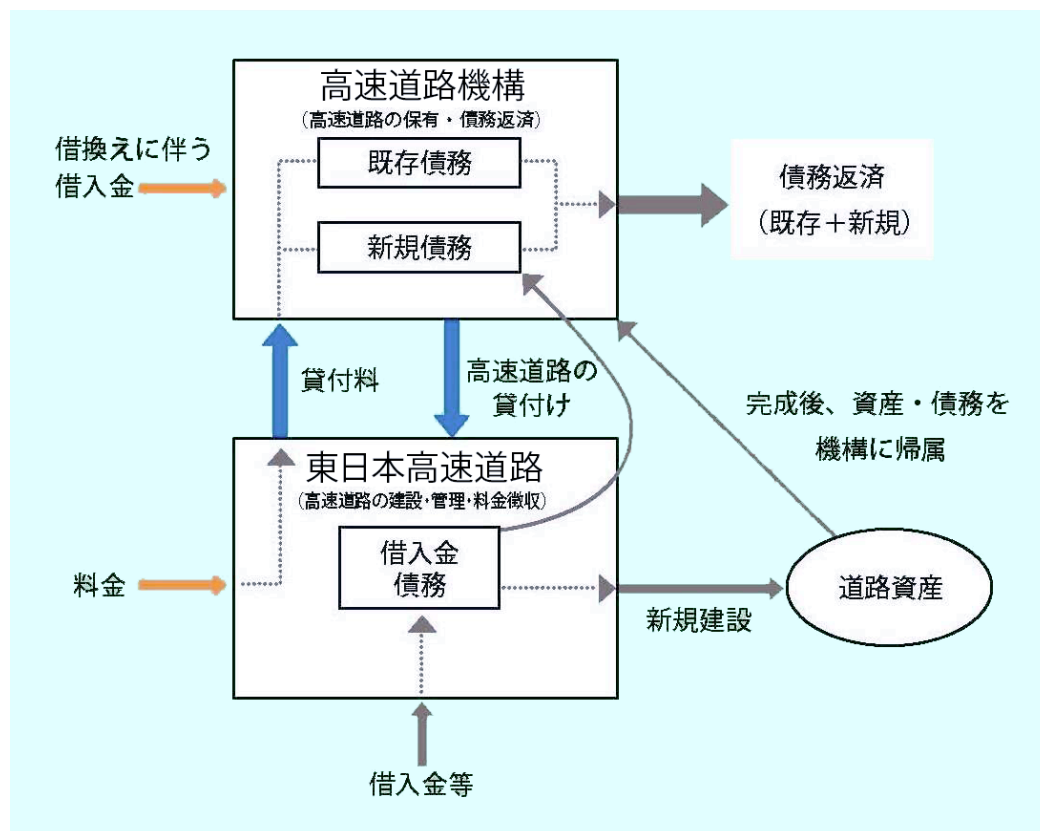 高速道路機構
（高速道路の保有・債務返済）
借換えに伴う
借入金
既存債務
新規債務
債務返済
（既存＋新規）
貸付料
高速道路の
貸付け
完成後、資産・債務を
機構に帰属
東日本高速道路
（高速道路の建設・管理・料金徴収）
借入金
債務
料金
新規建設
道路資産
借入金等